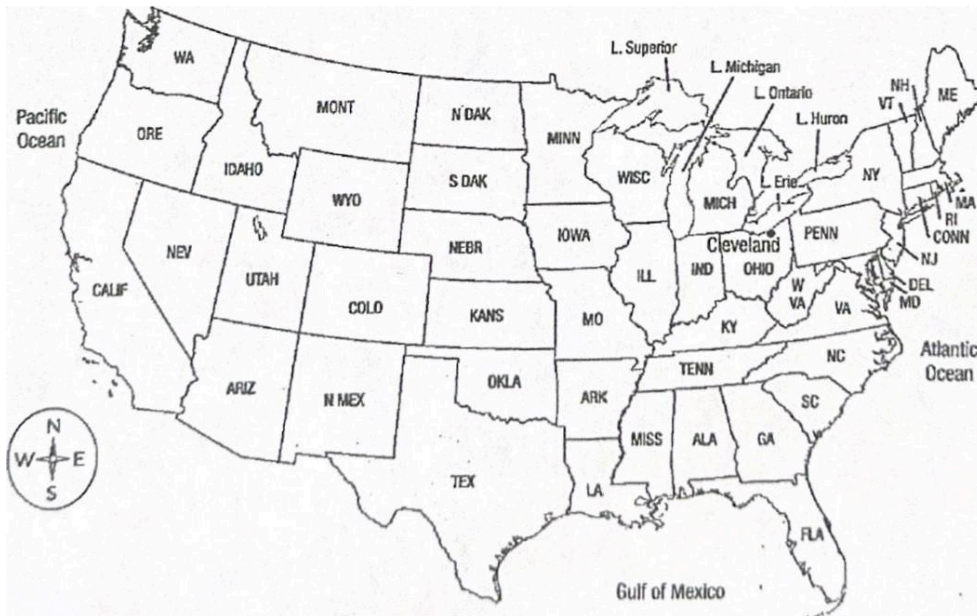 L. Superior
L. Michigan
L. Ontario
L. Huron
L. Erie
NH
VT
ME
WA
MONT
N DAK
MINN
Pacific
Ocean
ORE
IDAHO
S DAK
WISC
MICH
NY
MA
RI
CONN
WYO
NEBR
IOWA
Cleveland
PENN
NJ
NEV
UTAH
ILL
IND
OHIO
W
VA
DEL
MD
CALIF
COLO
KANS
MO
KY
VA
Atlantic
Ocean
ARIZ
N MEX
OKLA
ARK
TENN
NC
SC
N
W
E
S
TEX
LA
MISS
ALA
GA
FLA
Gulf of Mexico